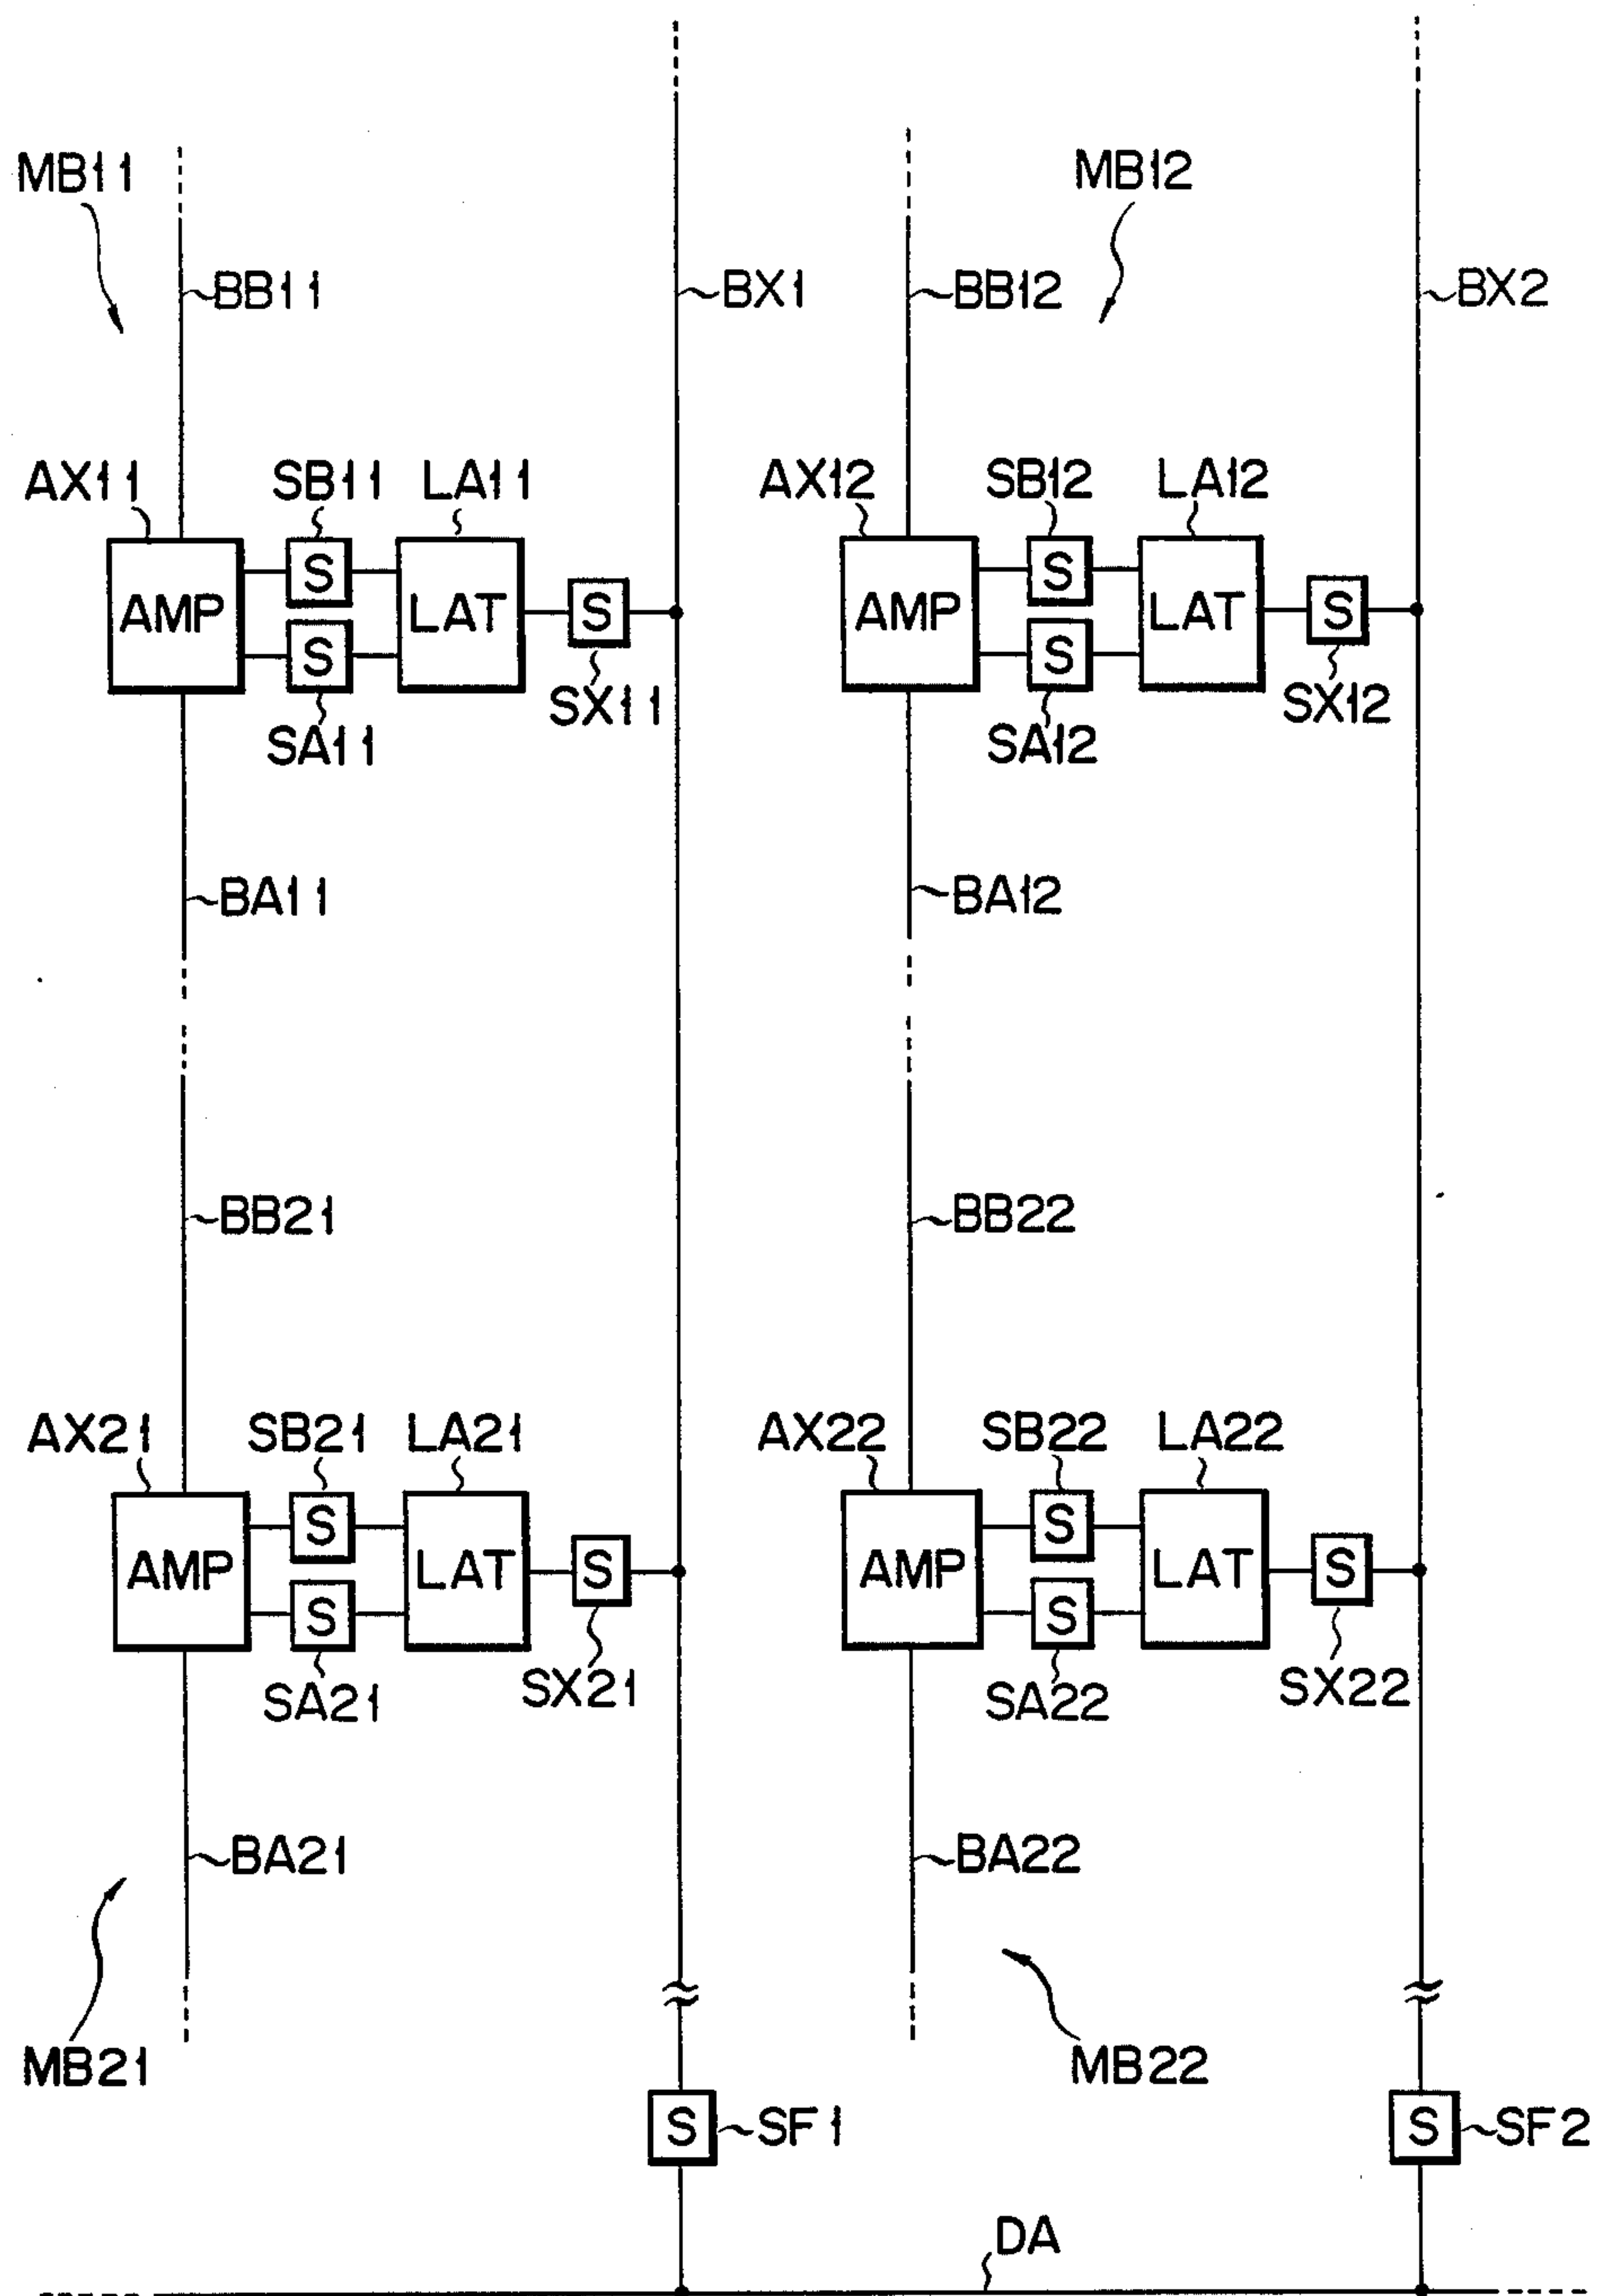 MB11
MB12
BB11
BX1
BB12
BX2
AX11
SB11
LA11
AX12
SB12
LA12
AMP
S
S
LAT
S
AMP
S
S
LAT
S
SX11
SX12
SA11
SA12
BA11
BA12
BB21
BB22
AX21
SB21
LA21
AX22
SB22
LA22
AMP
S
S
LAT
S
AMP
S
S
LAT
S
SX21
SX22
SA21
SA22
BA21
BA22
MB21
MB22
S
SF1
S
SF2
DA